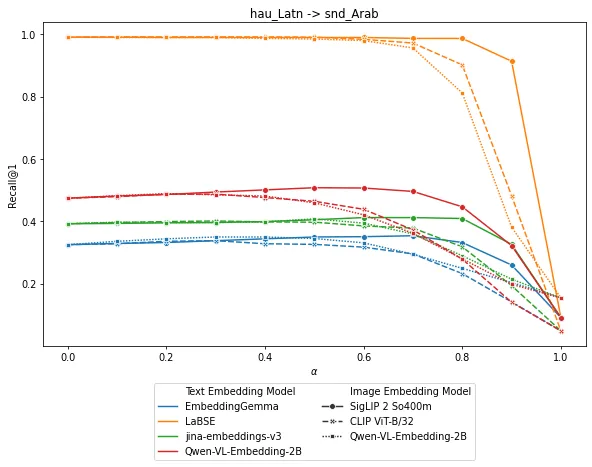 hau_Latn -> snd_Arab
Recall@1
1.0
0.8
0.6
0.4
0.2
0.0 0.2 0.4 0.6 0.8 1.0
α
Text Embedding Model
EmbeddingGemma
LaBSE
jina-embeddings-v3
Qwen-VL-Embedding-2B
Image Embedding Model
SigLIP 2 So400m
CLIP ViT-B/32
Qwen-VL-Embedding-2B